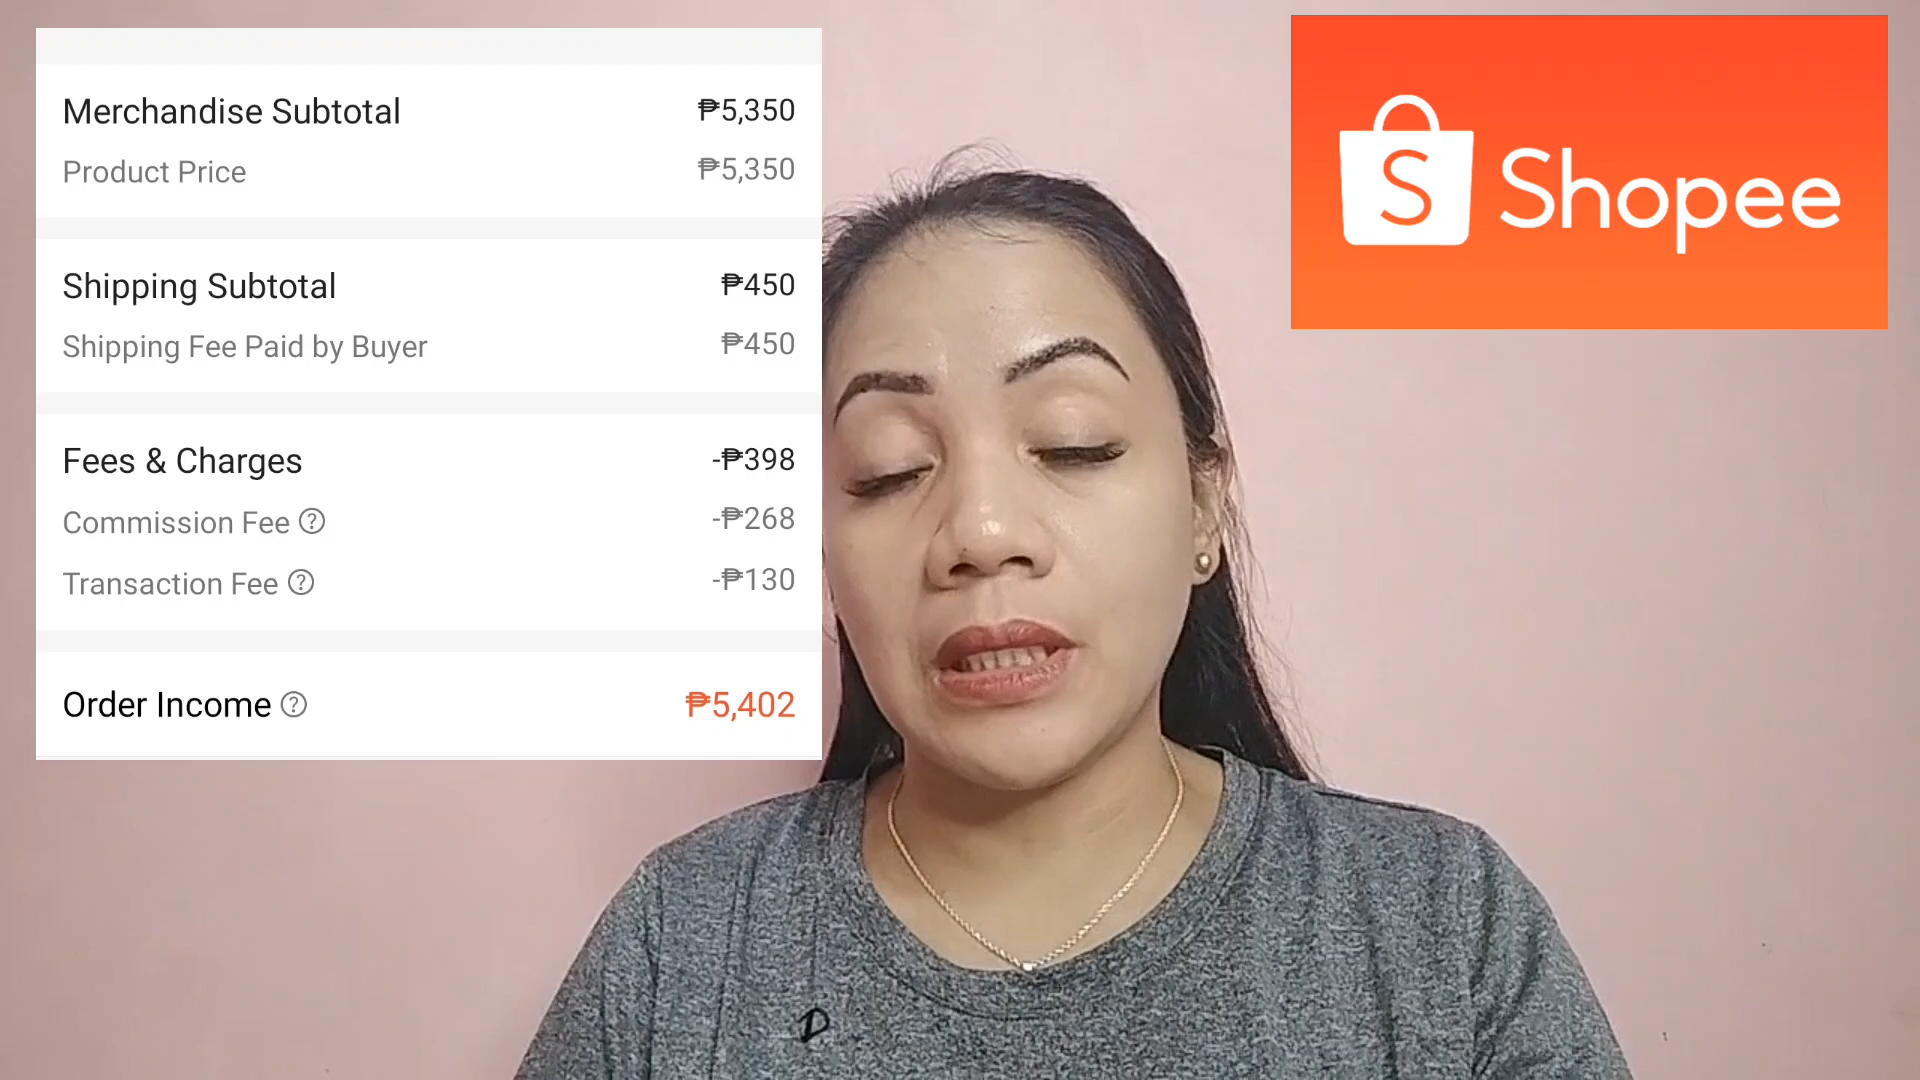 Merchandise Subtotal ₱5,350
Product Price ₱5,350
Shipping Subtotal ₱450
Shipping Fee Paid by Buyer ₱450
Fees & Charges -₱398
Commission Fee ? -₱268
Transaction Fee ? -₱130
Order Income ? ₱5,402
S Shopee
D